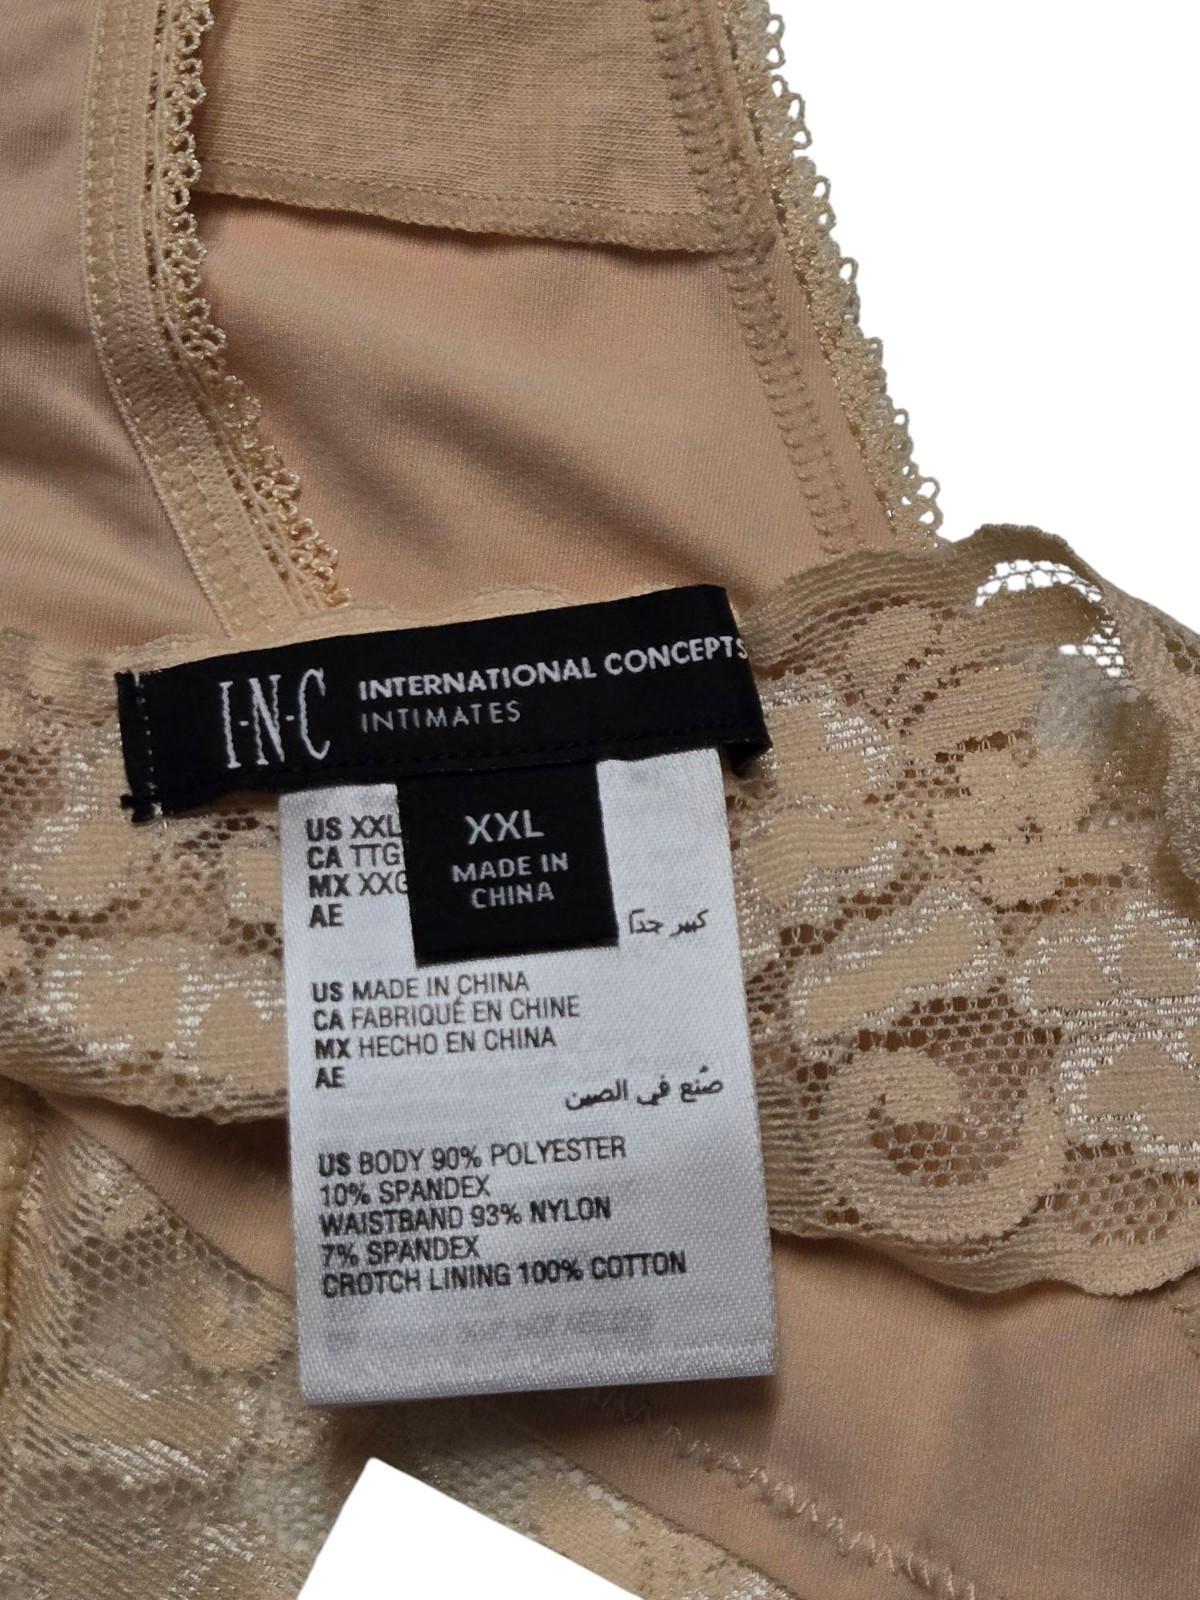 I·N·C INTERNATIONAL CONCEPTS
INTIMATES
XXL
MADE IN
CHINA
US XXL
CA TTG
MX XXG
AE
كبير جدًا
US MADE IN CHINA
CA FABRIQUÉ EN CHINE
MX HECHO EN CHINA
AE
صُنع في الصين
US BODY 90% POLYESTER
10% SPANDEX
WAISTBAND 93% NYLON
7% SPANDEX
CROTCH LINING 100% COTTON